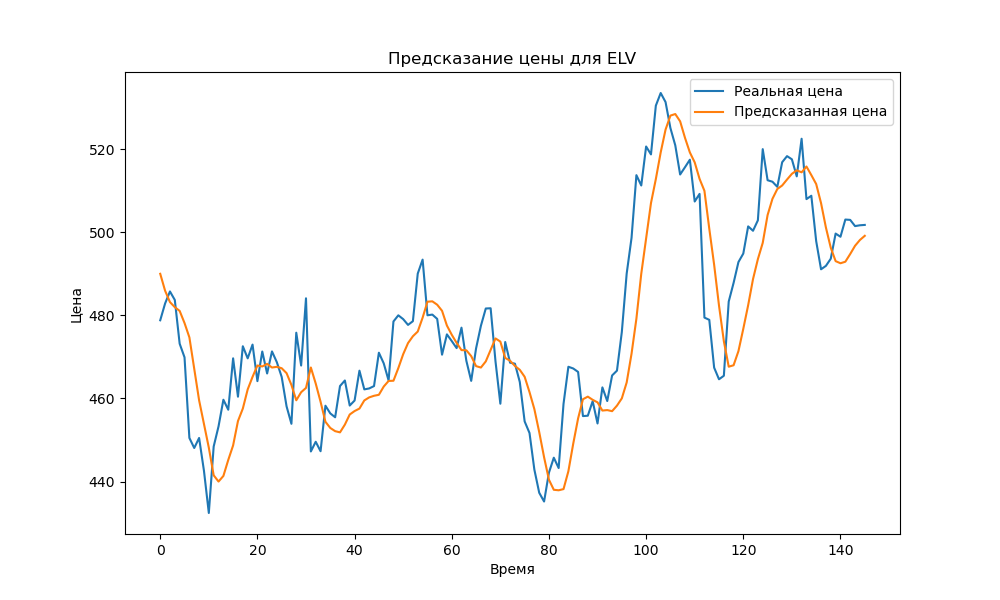 Предсказание цены для ELV
Реальная цена
Предсказанная цена
Цена
520
500
480
460
440
0 20 40 60 80 100 120 140
Время